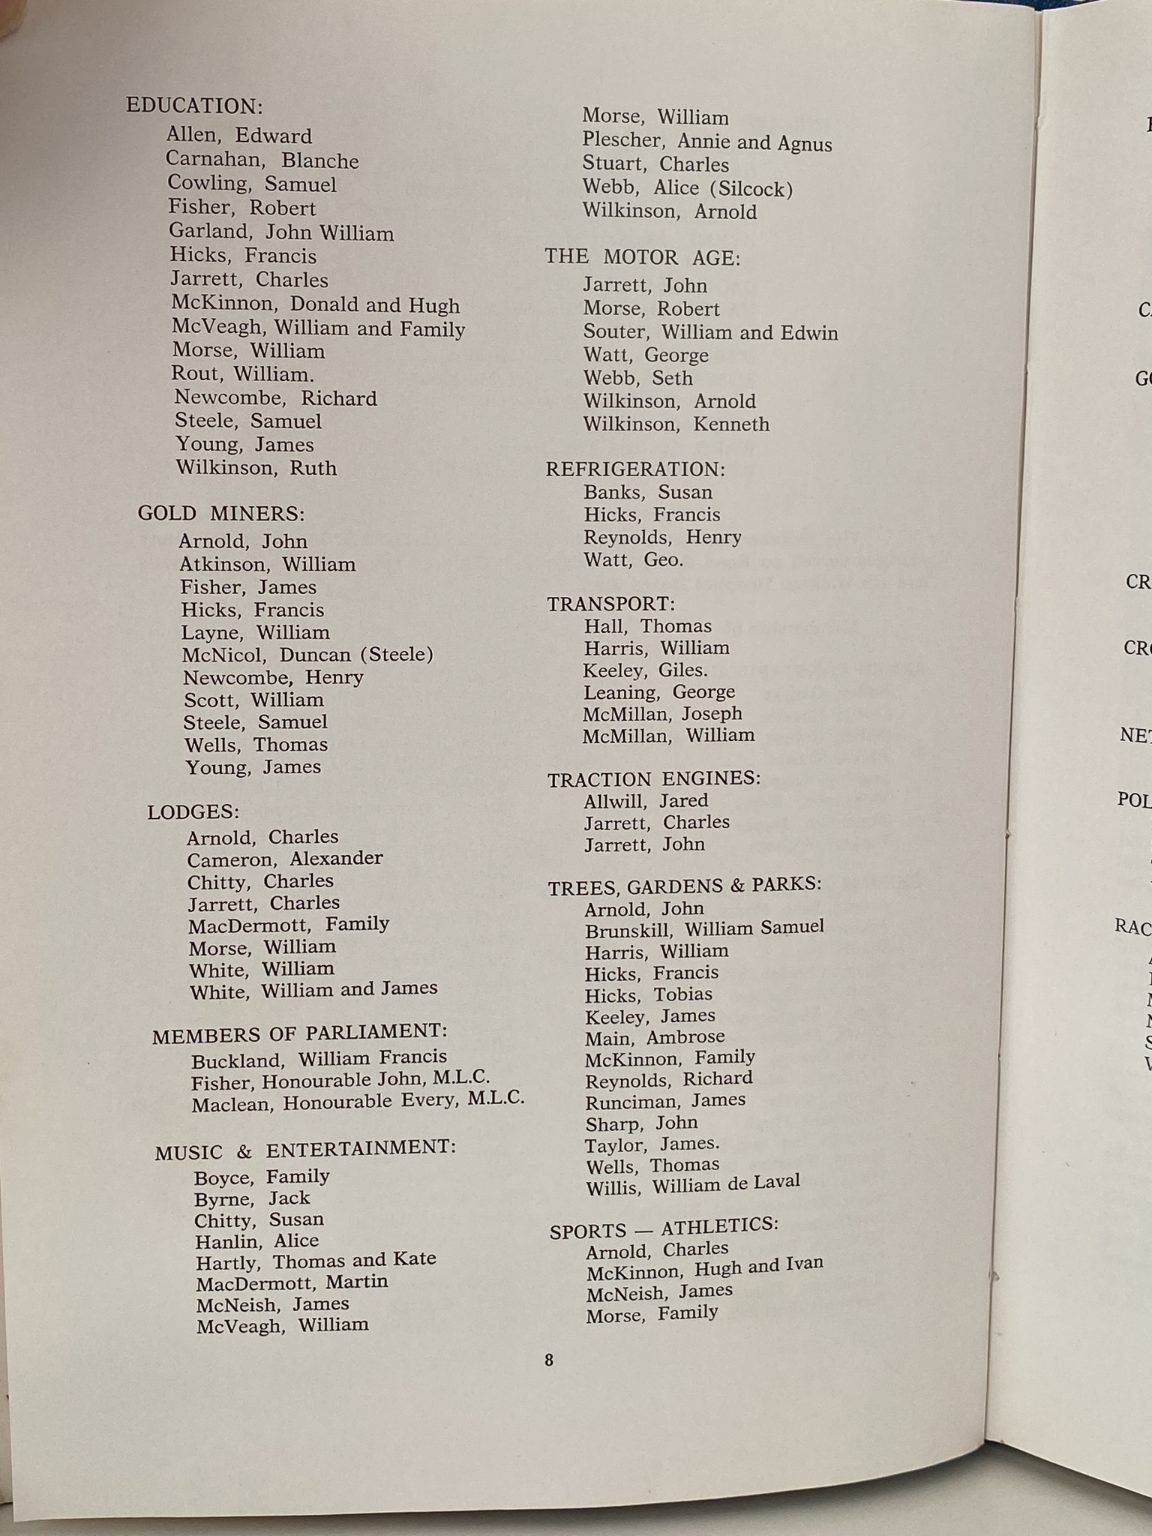 EDUCATION:
Allen, Edward
Carnahan, Blanche
Cowling, Samuel
Fisher, Robert
Garland, John William
Hicks, Francis
Jarrett, Charles
McKinnon, Donald and Hugh
McVeagh, William and Family
Morse, William
Rout, William.
Newcombe, Richard
Steele, Samuel
Young, James
Wilkinson, Ruth
GOLD MINERS:
Arnold, John
Atkinson, William
Fisher, James
Hicks, Francis
Layne, William
McNicol, Duncan (Steele)
Newcombe, Henry
Scott, William
Steele, Samuel
Wells, Thomas
Young, James
LODGES:
Arnold, Charles
Cameron, Alexander
Chitty, Charles
Jarrett, Charles
MacDermott, Family
Morse, William
White, William
White, William and James
MEMBERS OF PARLIAMENT:
Buckland, William Francis
Fisher, Honourable John, M.L.C.
Maclean, Honourable Every, M.L.C.
MUSIC & ENTERTAINMENT:
Boyce, Family
Byrne, Jack
Chitty, Susan
Hanlin, Alice
Hartly, Thomas and Kate
MacDermott, Martin
McNeish, James
McVeagh, William
Morse, William
Plescher, Annie and Agnus
Stuart, Charles
Webb, Alice (Silcock)
Wilkinson, Arnold
THE MOTOR AGE:
Jarrett, John
Morse, Robert
Souter, William and Edwin
Watt, George
Webb, Seth
Wilkinson, Arnold
Wilkinson, Kenneth
REFRIGERATION:
Banks, Susan
Hicks, Francis
Reynolds, Henry
Watt, Geo.
TRANSPORT:
Hall, Thomas
Harris, William
Keeley, Giles.
Leaning, George
McMillan, Joseph
McMillan, William
TRACTION ENGINES:
Allwill, Jared
Jarrett, Charles
Jarrett, John
TREES, GARDENS & PARKS:
Arnold, John
Brunskill, William Samuel
Harris, William
Hicks, Francis
Hicks, Tobias
Keeley, James
Main, Ambrose
McKinnon, Family
Reynolds, Richard
Runciman, James
Sharp, John
Taylor, James.
Wells, Thomas
Willis, William de Laval
SPORTS — ATHLETICS:
Arnold, Charles
McKinnon, Hugh and Ivan
McNeish, James
Morse, Family
8